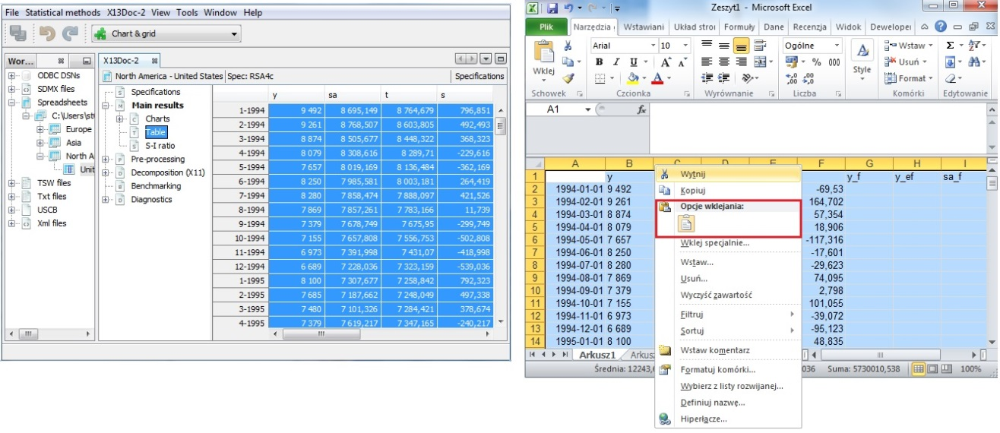 File Statistical methods X13Doc-2 View Tools Window Help
Chart & grid
Wor...
ODBC DSNs
SDMX files
Spreadsheets
C:\Users\st
Europe
Asia
North A
Unit
TSW files
Txt files
USCB
Xml files
X13Doc-2
North America - United States Spec: RSA4c Specifications
Specifications
Main results
Charts
Table
S-I ratio
Pre-processing
Decomposition (X11)
Benchmarking
Diagnostics
y sa t s
1-1994 9 492 8 695,149 8 764,679 796,851
2-1994 9 261 8 768,507 8 603,805 492,493
3-1994 8 874 8 505,677 8 448,322 368,323
4-1994 8 079 8 308,616 8 289,71 -229,616
5-1994 7 657 8 019,169 8 136,484 -362,169
6-1994 8 250 7 985,581 8 003,181 264,419
7-1994 8 280 7 858,474 7 888,097 421,526
8-1994 7 869 7 857,261 7 783,166 11,739
9-1994 7 379 7 678,749 7 675,95 -299,749
10-1994 7 155 7 657,808 7 556,753 -502,808
11-1994 6 973 7 391,998 7 431,07 -418,998
12-1994 6 689 7 228,036 7 323,159 -539,036
1-1995 8 100 7 307,677 7 258,842 792,323
2-1995 7 685 7 187,662 7 248,049 497,338
3-1995 7 480 7 101,326 7 284,421 378,674
4-1995 7 379 7 619,217 7 347,165 -240,217
Zeszyt1 - Microsoft Excel
Plik Narzędzia Wstawiani Układ stroi Formuły Dane Recenzja Widok Deweloper
Wklej
Schowek
Arial 10
B I U A A
Czcionka
Wyrównanie
Ogólne
% 000
Liczba
Style
Wstaw
Usuń
Format
Komórki
Edytowanie
A1 fx
A B C D E F G H I
1 y y_f y_ef sa_f
2 1994-01-01 9 492 -69,53
3 1994-02-01 9 261 164,702
4 1994-03-01 8 874 57,354
5 1994-04-01 8 079 18,906
6 1994-05-01 7 657 -117,316
7 1994-06-01 8 250 -17,601
8 1994-07-01 8 280 -29,623
9 1994-08-01 7 869 74,095
10 1994-09-01 7 379 2,798
11 1994-10-01 7 155 101,055
12 1994-11-01 6 973 -39,072
13 1994-12-01 6 689 -95,123
14 1995-01-01 8 100 48,835
Wytnij
Kopiuj
Opcje wklejania:
Wklej specjalnie...
Wstaw...
Usuń...
Wyczyść zawartość
Filtruj
Sortuj
Wstaw komentarz
Formatuj komórki...
Wybierz z listy rozwijanej...
Definiuj nazwę...
Hiperłącze...
Arkusz1 Arkus
Średnia: 12243, 036 Suma: 5730010,538 100%